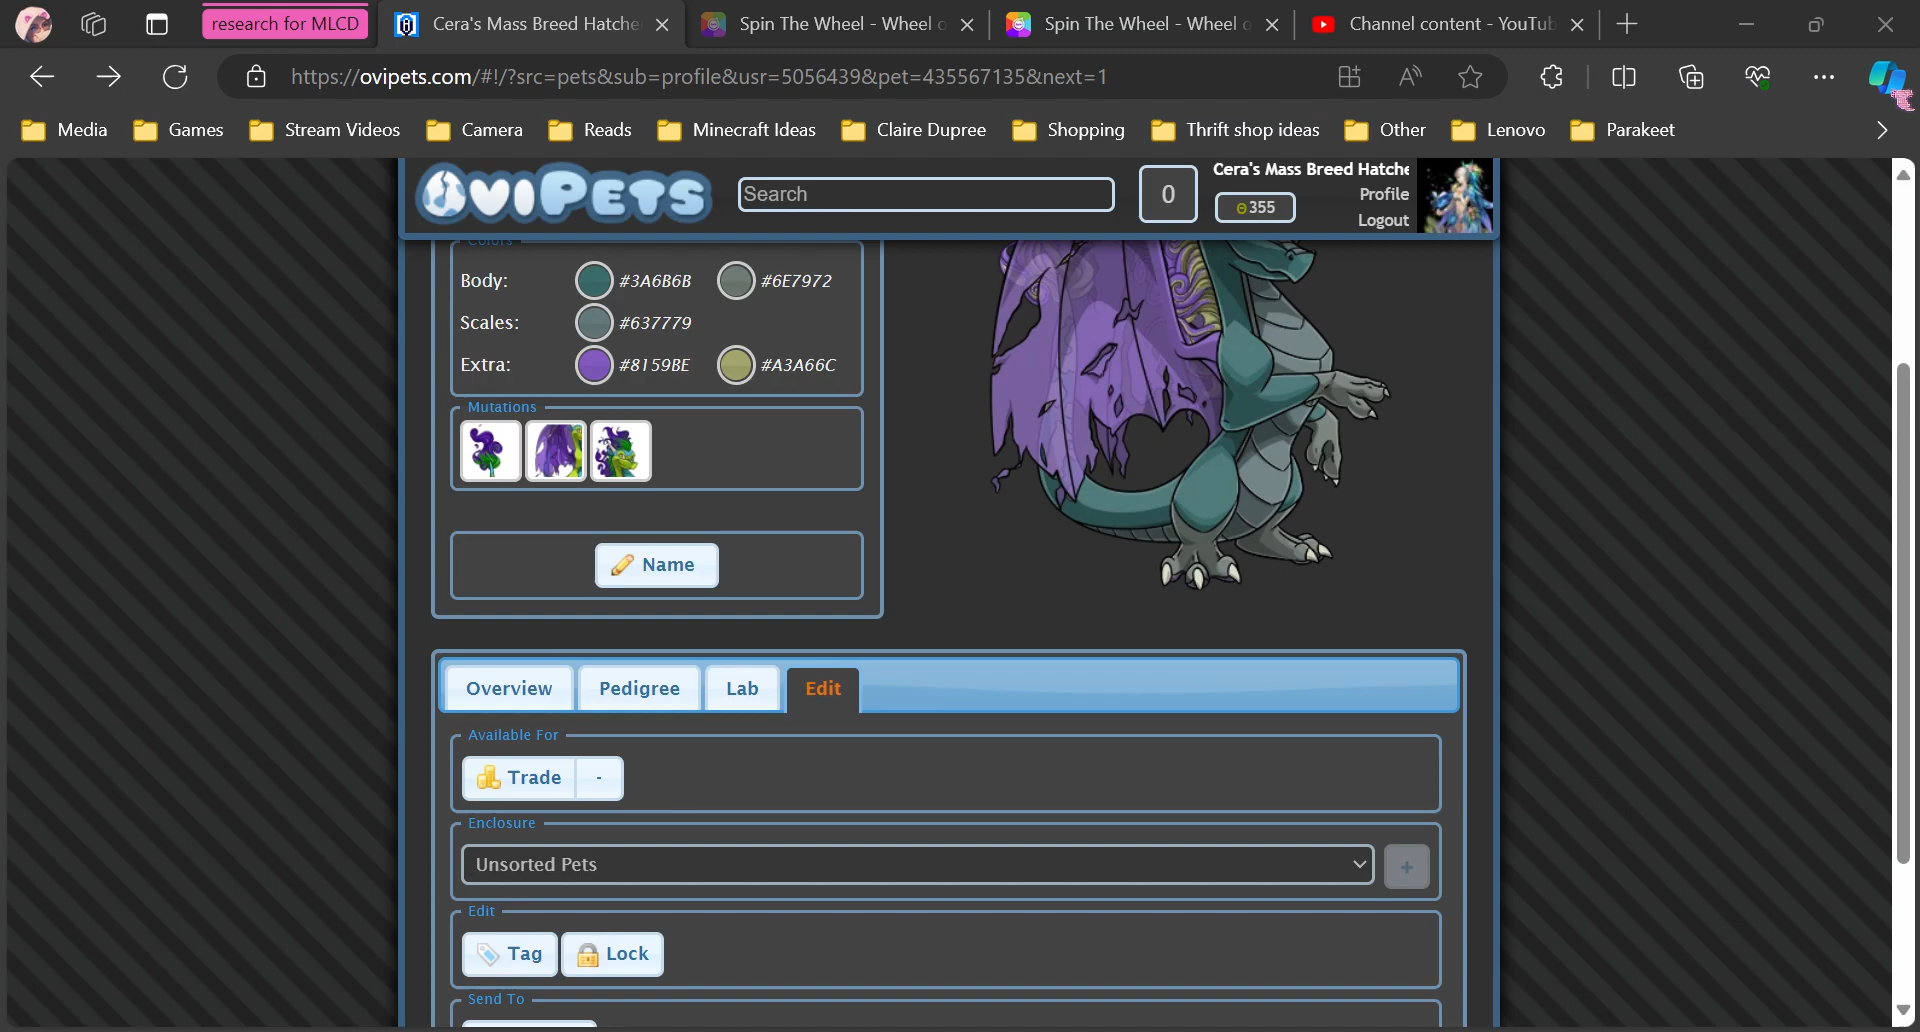 research for MLCD
Cera's Mass Breed Hatche
Spin The Wheel - Wheel o
Spin The Wheel - Wheel o
Channel content - YouTub
https://ovipets.com/#!/?src=pets&sub=profile&usr=5056439&pet=435567135&next=1
Media
Games
Stream Videos
Camera
Reads
Minecraft Ideas
Claire Dupree
Shopping
Thrift shop ideas
Other
Lenovo
Parakeet
OviPets
Search
0
Cera's Mass Breed Hatche
355
Profile
Logout
Colors
Body: #3A6B6B #6E7972
Scales: #637779
Extra: #8159BE #A3A66C
Mutations
Name
Overview
Pedigree
Lab
Edit
Available For
Trade -
Enclosure
Unsorted Pets +
Edit
Tag
Lock
Send To